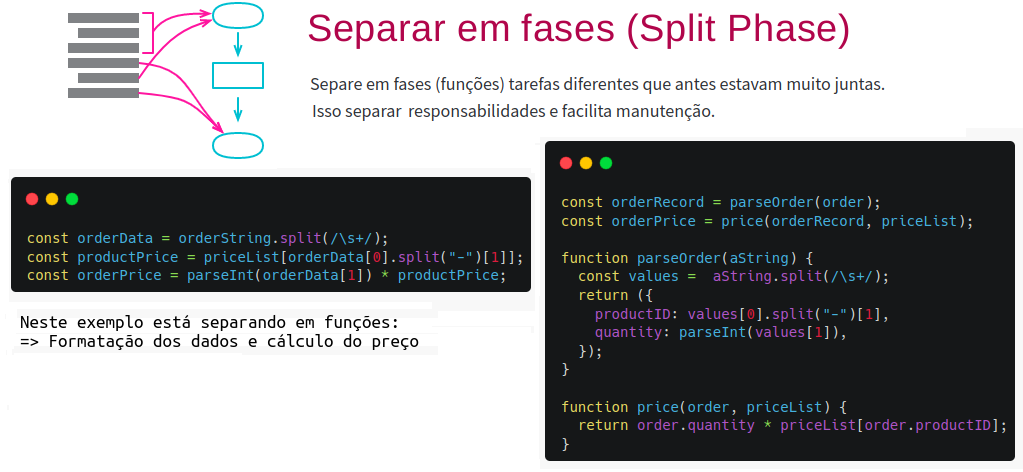 Separar em fases (Split Phase)
Separe em fases (funções) tarefas diferentes que antes estavam muito juntas.
Isso separar responsabilidades e facilita manutenção.
const orderData = orderString.split(/\s+/);
const productPrice = priceList[orderData[0].split("-")[1]];
const orderPrice = parseInt(orderData[1]) * productPrice;
Neste exemplo está separando em funções:
=> Formatação dos dados e cálculo do preço
const orderRecord = parseOrder(order);
const orderPrice = price(orderRecord, priceList);
function parseOrder(aString) {
  const values =  aString.split(/\s+/);
  return ({
    productID: values[0].split("-")[1],
    quantity: parseInt(values[1]),
  });
}
function price(order, priceList) {
  return order.quantity * priceList[order.productID];
}